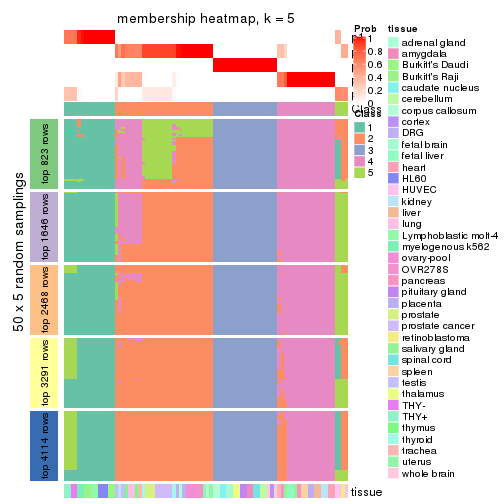 membership heatmap, k = 5
50 x 5 random samplings
top 823 rows
top 1646 rows
top 2468 rows
top 3291 rows
top 4114 rows
p
Class
tissue
Prob
1
0.8
0.6
0.4
0.2
0
Class
1
2
3
4
5
tissue
adrenal gland
amygdala
Burkitt's Daudi
Burkitt's Raji
caudate nucleus
cerebellum
corpus callosum
cortex
DRG
fetal brain
fetal liver
heart
HL60
HUVEC
kidney
liver
lung
Lymphoblastic molt-4
myelogenous k562
ovary-pool
OVR278S
pancreas
pituitary gland
placenta
prostate
prostate cancer
retinoblastoma
salivary gland
spinal cord
spleen
testis
thalamus
THY-
THY+
thymus
thyroid
trachea
uterus
whole brain